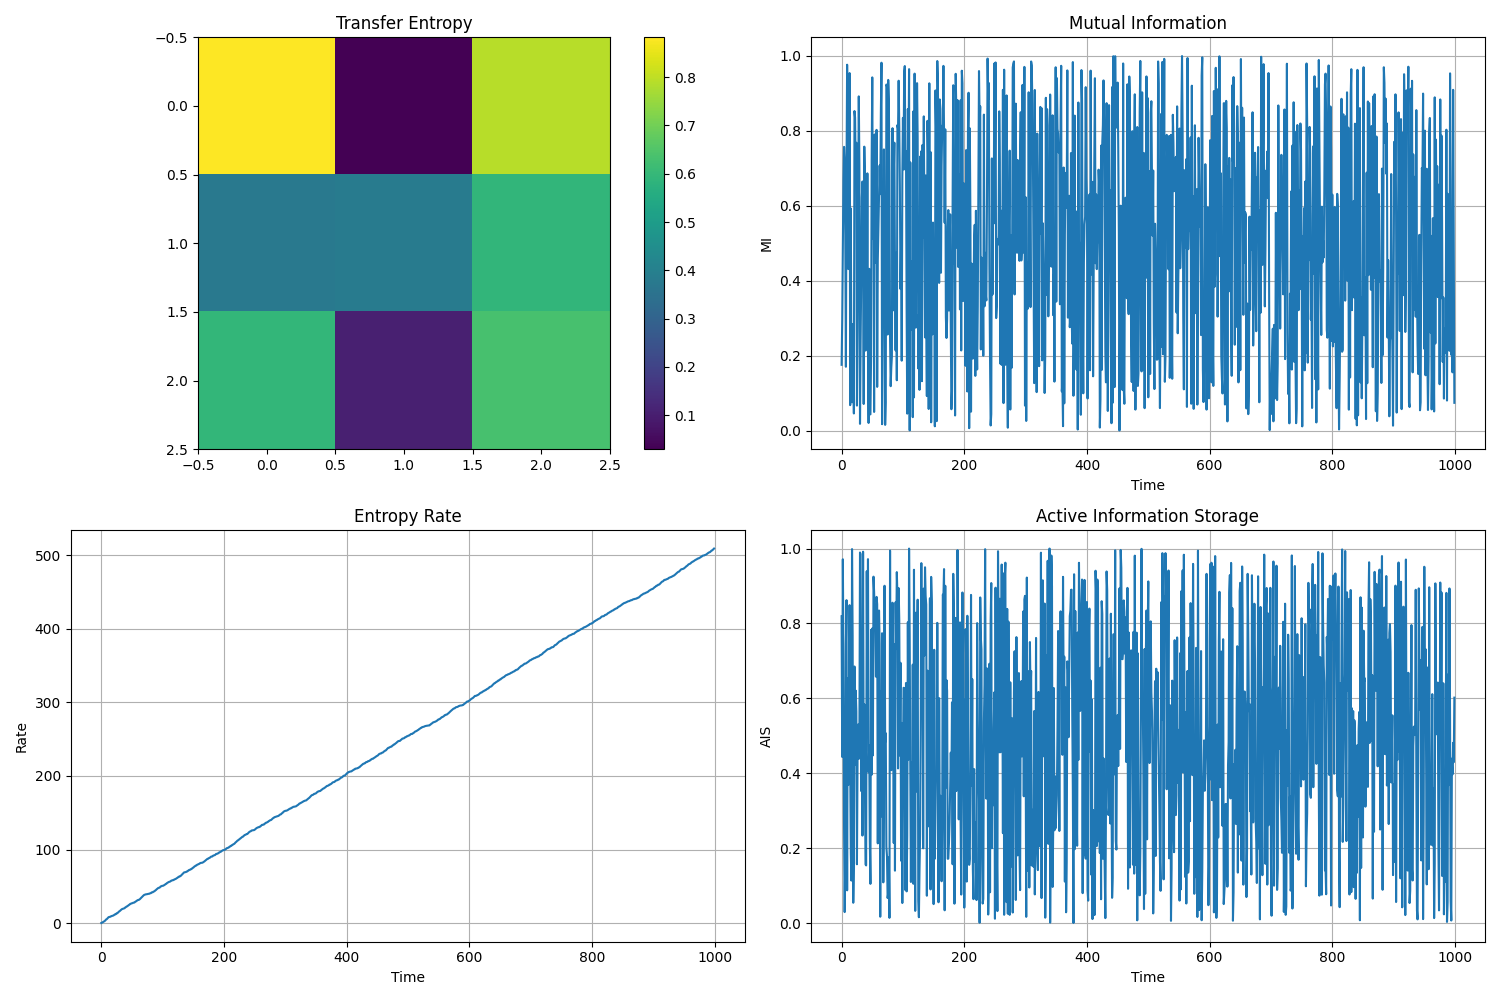 Transfer Entropy
−0.5
0.0
0.5
1.0
1.5
2.0
2.5
−0.5 0.0 0.5 1.0 1.5 2.0 2.5
0.8
0.7
0.6
0.5
0.4
0.3
0.2
0.1
Mutual Information
MI
1.0
0.8
0.6
0.4
0.2
0.0
0 200 400 600 800 1000
Time
Entropy Rate
Rate
500
400
300
200
100
0
0 200 400 600 800 1000
Time
Active Information Storage
AIS
1.0
0.8
0.6
0.4
0.2
0.0
0 200 400 600 800 1000
Time